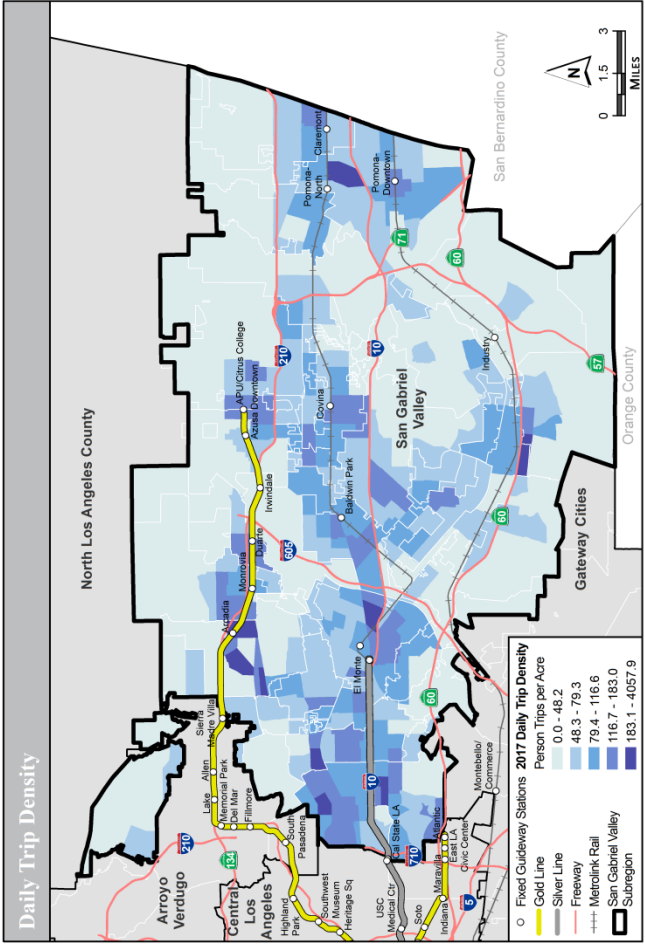 Daily Trip Density
North Los Angeles County
San Bernardino County
Orange County
Gateway Cities
Arroyo
Verdugo
Central
Los
Angeles
San Gabriel
Valley
Claremont
Pomona-
North
Pomona-
Downtown
Industry
Covina
Baldwin Park
El Monte
APU/Citrus College
Azusa Downtown
Irwindale
Duarte
Monrovia
Arcadia
Sierra
Madre Villa
Allen
Lake
Memorial Park
Del Mar
Fillmore
South
Pasadena
Highland
Park
Southwest
Museum
Heritage Sq
USC
Medical Ctr
Cal State LA
Soto
Indiana
Maravilla
East LA
Civic Center
Atlantic
Montebello/
Commerce
210
134
210
605
10
10
710
5
60
60
60
71
57
N
0
1.5
3
MILES
Fixed Guideway Stations
Gold Line
Silver Line
Freeway
Metrolink Rail
San Gabriel Valley
Subregion
2017 Daily Trip Density
Person Trips per Acre
0.0 - 48.2
48.3 - 79.3
79.4 - 116.6
116.7 - 183.0
183.1 - 4057.9